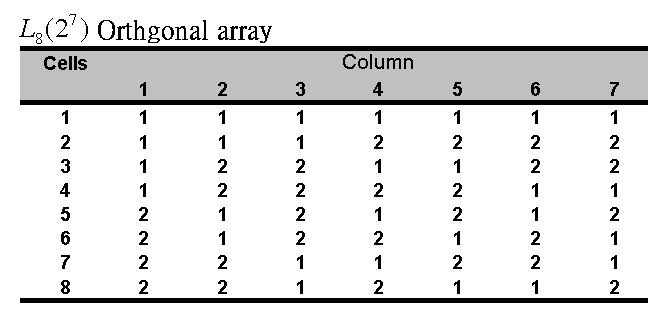 L₈(2⁷) Orthgonal array
Cells Column
1 2 3 4 5 6 7
1 1 1 1 1 1 1 1
2 1 1 1 2 2 2 2
3 1 2 2 1 1 2 2
4 1 2 2 2 2 1 1
5 2 1 2 1 2 1 2
6 2 1 2 2 1 2 1
7 2 2 1 1 2 2 1
8 2 2 1 2 1 1 2